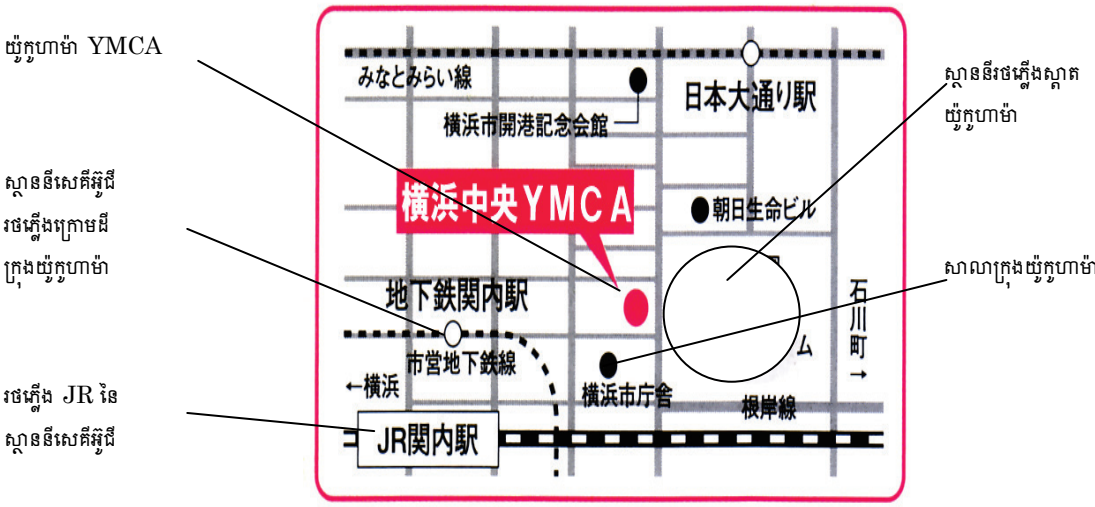 យ៉ូកូហាម៉ា YMCA
ស្ថាននីសេគីអ៊ូជី
រថភ្លើងក្រោមដី
ក្រុងយ៉ូកូហាម៉ា
រថភ្លើង JR នៃ
ស្ថាននីសេគីអ៊ូជី
みなとみらい線
日本大通り駅
横浜市開港記念会館
横浜中央YMCA
朝日生命ビル
地下鉄関内駅
市営地下鉄線
←横浜
横浜市庁舎
ム
石川町→
根岸線
JR関内駅
ស្ថាននីរថភ្លើងស្តាត
យ៉ូកូហាម៉ា
សាលាក្រុងយ៉ូកូហាម៉ា